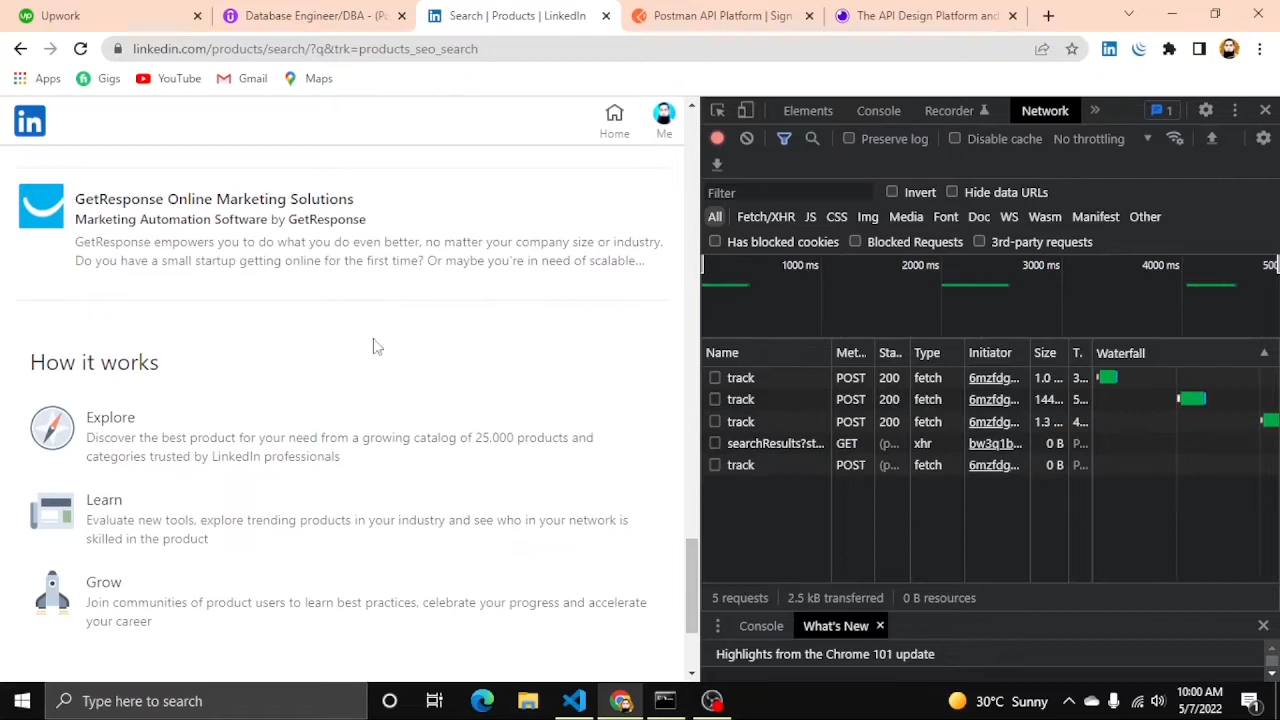 Upwork
Database Engineer/DBA - (Po
Search | Products | LinkedIn
Postman API Platform | Sign
The API Design Platform and
linkedin.com/products/search/?q&trk=products_seo_search
Apps
Gigs
YouTube
Gmail
Maps
in
Home
Me
GetResponse Online Marketing Solutions
Marketing Automation Software by GetResponse
GetResponse empowers you to do what you do even better, no matter your company size or industry.
Do you have a small startup getting online for the first time? Or maybe you're in need of scalable...
How it works
Explore
Discover the best product for your need from a growing catalog of 25,000 products and
categories trusted by LinkedIn professionals
Learn
Evaluate new tools, explore trending products in your industry and see who in your network is
skilled in the product
Grow
Join communities of product users to learn best practices, celebrate your progress and accelerate
your career
Elements
Console
Recorder
Network
1
Preserve log
Disable cache
No throttling
Filter
Invert
Hide data URLs
All
Fetch/XHR
JS
CSS
Img
Media
Font
Doc
WS
Wasm
Manifest
Other
Has blocked cookies
Blocked Requests
3rd-party requests
1000 ms
2000 ms
3000 ms
4000 ms
500
Name Met... Sta.. Type Initiator Size T. Waterfall
track POST 200 fetch 6mzfdg... 1.0 ... 3...
track POST 200 fetch 6mzfdg... 144... 5...
track POST 200 fetch 6mzfdg... 1.3 ... 4...
searchResults?st... GET (p... xhr bw3q1b... 0 B P...
track POST (p... fetch 6mzfdg... 0 B P...
5 requests
2.5 kB transferred
0 B resources
Console
What's New
Highlights from the Chrome 101 update
Type here to search
30°C Sunny
10:00 AM
5/7/2022
1